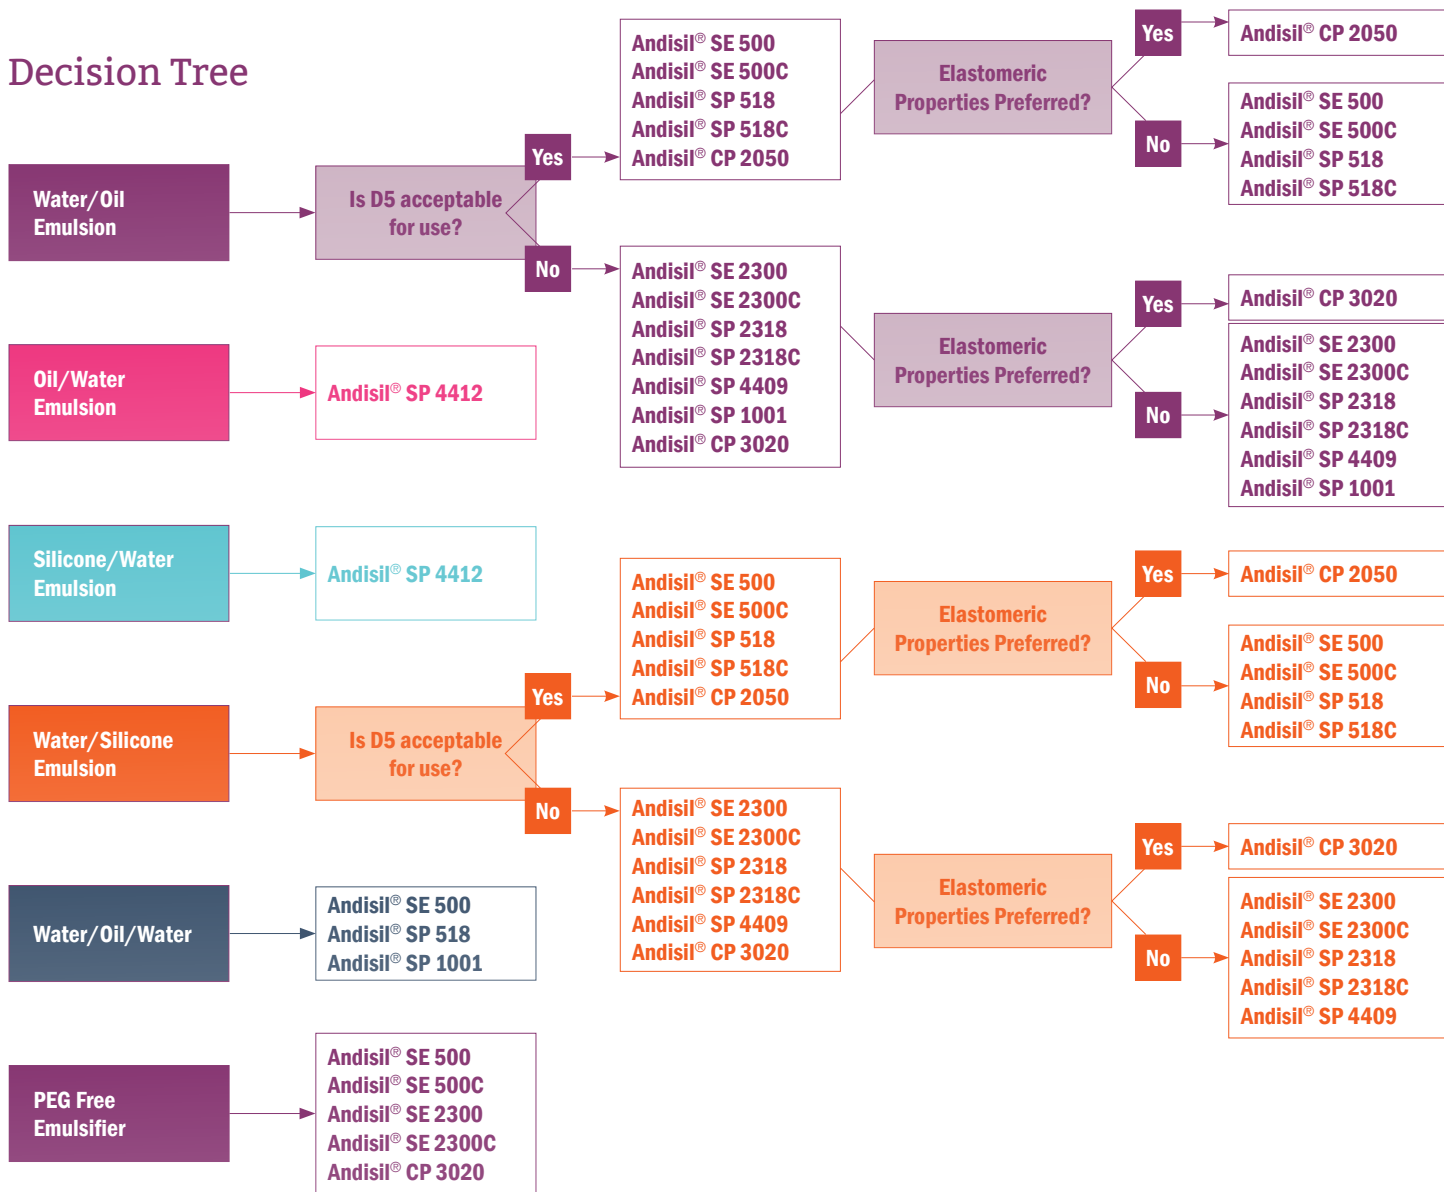 Decision Tree
Water/Oil
Emulsion
Is D5 acceptable
for use?
Yes
No
Andisil® SE 500
Andisil® SE 500C
Andisil® SP 518
Andisil® SP 518C
Andisil® CP 2050
Elastomeric
Properties Preferred?
Yes
No
Andisil® CP 2050
Andisil® SE 500
Andisil® SE 500C
Andisil® SP 518
Andisil® SP 518C
Andisil® SE 2300
Andisil® SE 2300C
Andisil® SP 2318
Andisil® SP 2318C
Andisil® SP 4409
Andisil® SP 1001
Andisil® CP 3020
Elastomeric
Properties Preferred?
Yes
No
Andisil® CP 3020
Andisil® SE 2300
Andisil® SE 2300C
Andisil® SP 2318
Andisil® SP 2318C
Andisil® SP 4409
Andisil® SP 1001
Oil/Water
Emulsion
Andisil® SP 4412
Silicone/Water
Emulsion
Andisil® SP 4412
Water/Silicone
Emulsion
Is D5 acceptable
for use?
Yes
No
Andisil® SE 500
Andisil® SE 500C
Andisil® SP 518
Andisil® SP 518C
Andisil® CP 2050
Elastomeric
Properties Preferred?
Yes
No
Andisil® CP 2050
Andisil® SE 500
Andisil® SE 500C
Andisil® SP 518
Andisil® SP 518C
Andisil® SE 2300
Andisil® SE 2300C
Andisil® SP 2318
Andisil® SP 2318C
Andisil® SP 4409
Andisil® CP 3020
Elastomeric
Properties Preferred?
Yes
No
Andisil® CP 3020
Andisil® SE 2300
Andisil® SE 2300C
Andisil® SP 2318
Andisil® SP 2318C
Andisil® SP 4409
Water/Oil/Water
Andisil® SE 500
Andisil® SP 518
Andisil® SP 1001
PEG Free
Emulsifier
Andisil® SE 500
Andisil® SE 500C
Andisil® SE 2300
Andisil® SE 2300C
Andisil® CP 3020